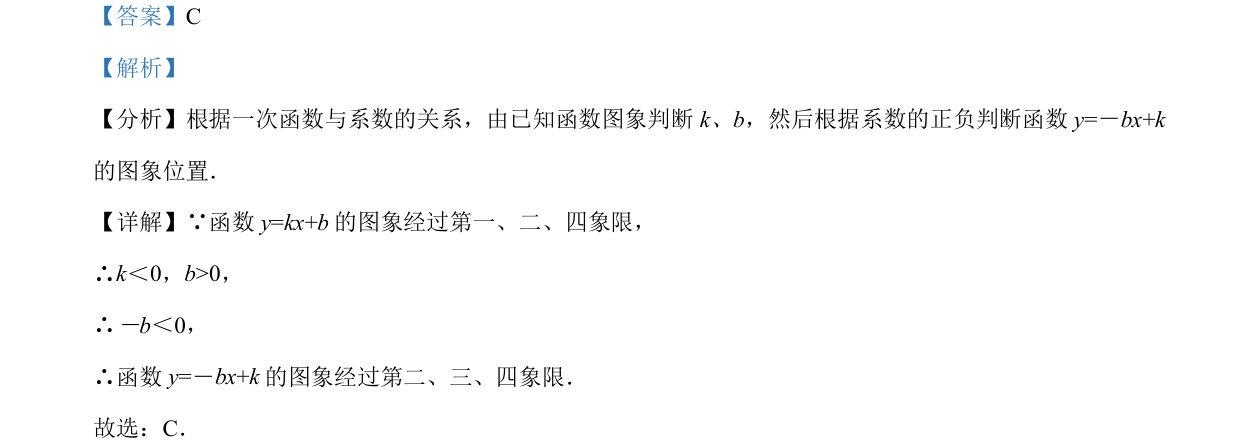 【答案】C
【解析】
【分析】根据一次函数与系数的关系，由已知函数图象判断 k、b，然后根据系数的正负判断函数 y=－bx+k
的图象位置．
【详解】∵函数 y=kx+b 的图象经过第一、二、四象限，
∴k＜0，b>0，
∴ －b＜0，
∴函数 y=－bx+k 的图象经过第二、三、四象限．
故选：C．